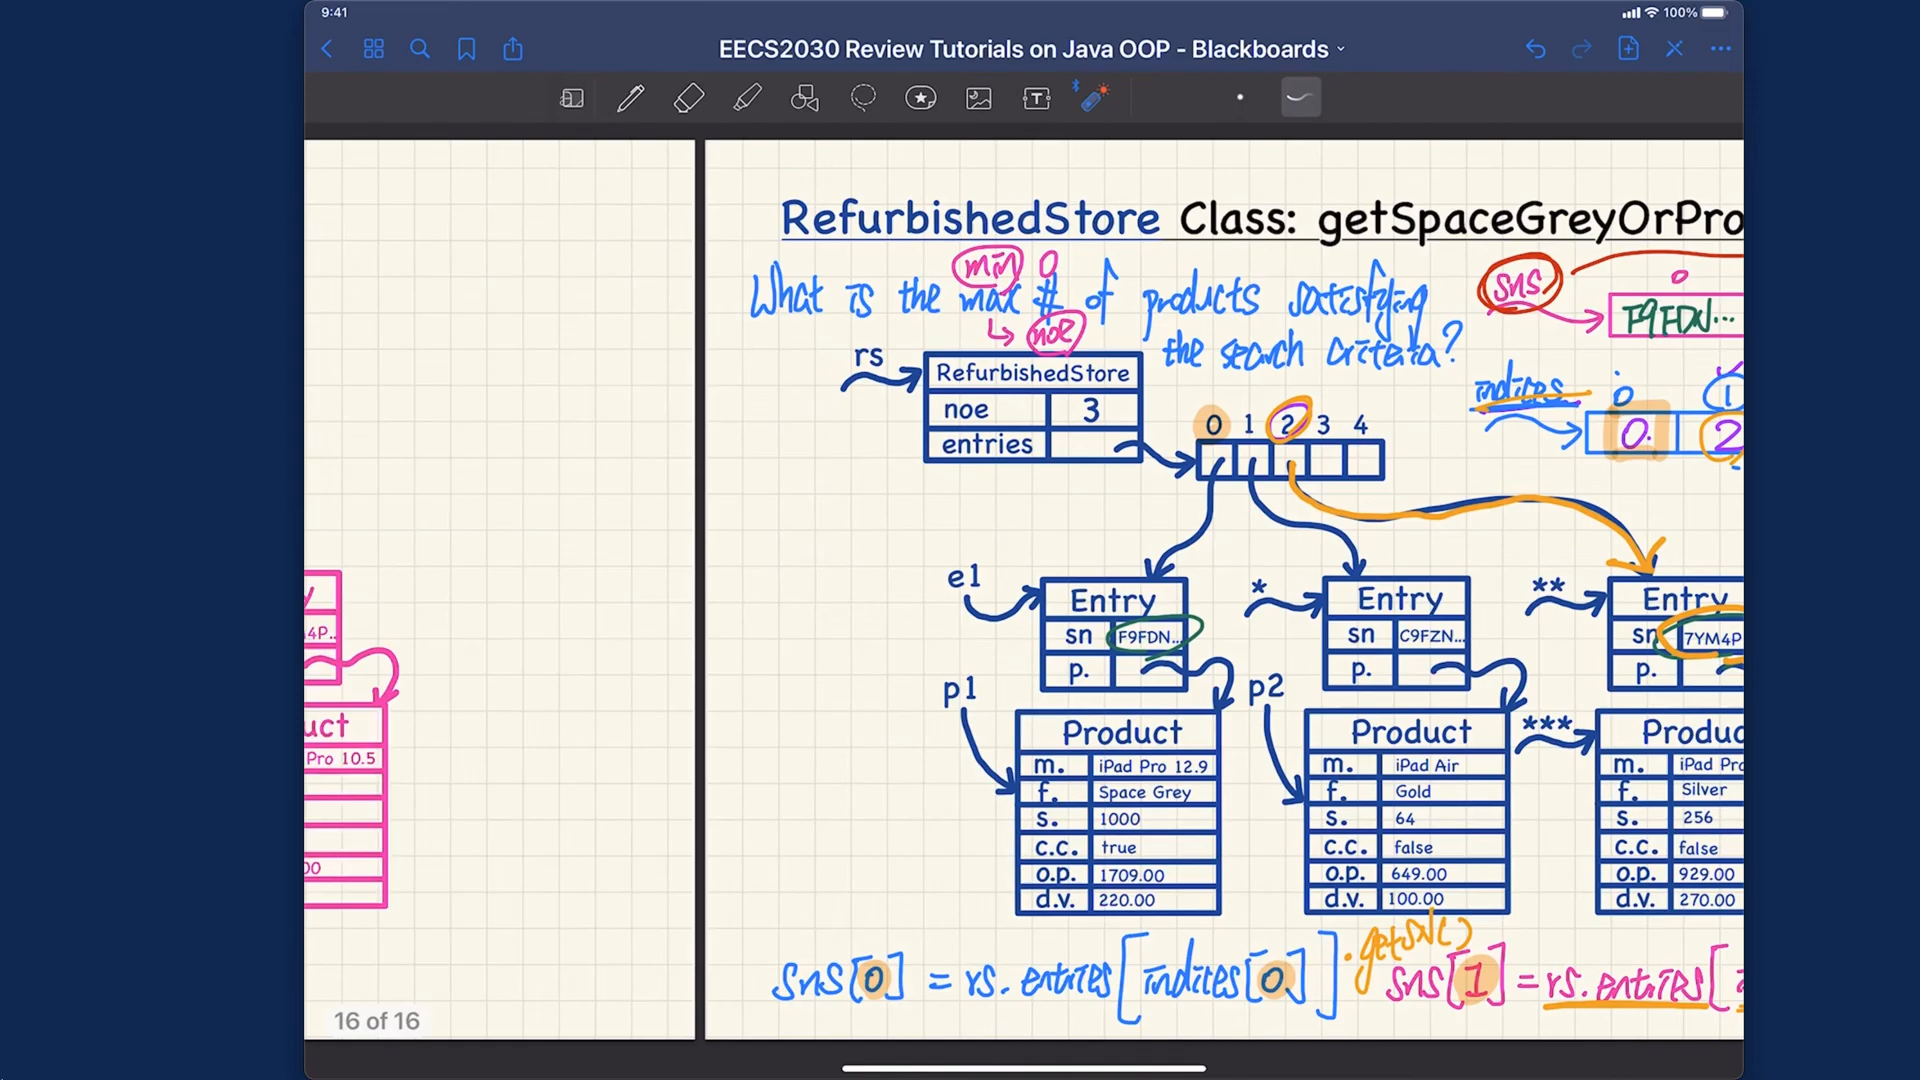 9:41
100%
EECS2030 Review Tutorials on Java OOP - Blackboards
T
RefurbishedStore Class: getSpaceGreyOrPro
min 0
What is the max # of products satisfying
the search criteria?
noe
sns
0
F9FDN...
indices
0 1
0 2
rs
RefurbishedStore
noe 3
entries
0 1 2 3 4
e1
Entry
sn F9FDN...
p.
*
Entry
sn C9FZN...
p.
**
Entry
sn 7YM4P
p.
p1
Product
m. iPad Pro 12.9
f. Space Grey
s. 1000
c.c. true
o.p. 1709.00
d.v. 220.00
p2
Product
m. iPad Air
f. Gold
s. 64
c.c. false
o.p. 649.00
d.v. 100.00
***
Produc
m. iPad Pro
f. Silver
s. 256
c.c. false
o.p. 929.00
d.v. 270.00
y
4P...
uct
Pro 10.5
00
sns[0] = rs.entries[indices[0]].getSN()
sns[1] = rs.entries[
16 of 16